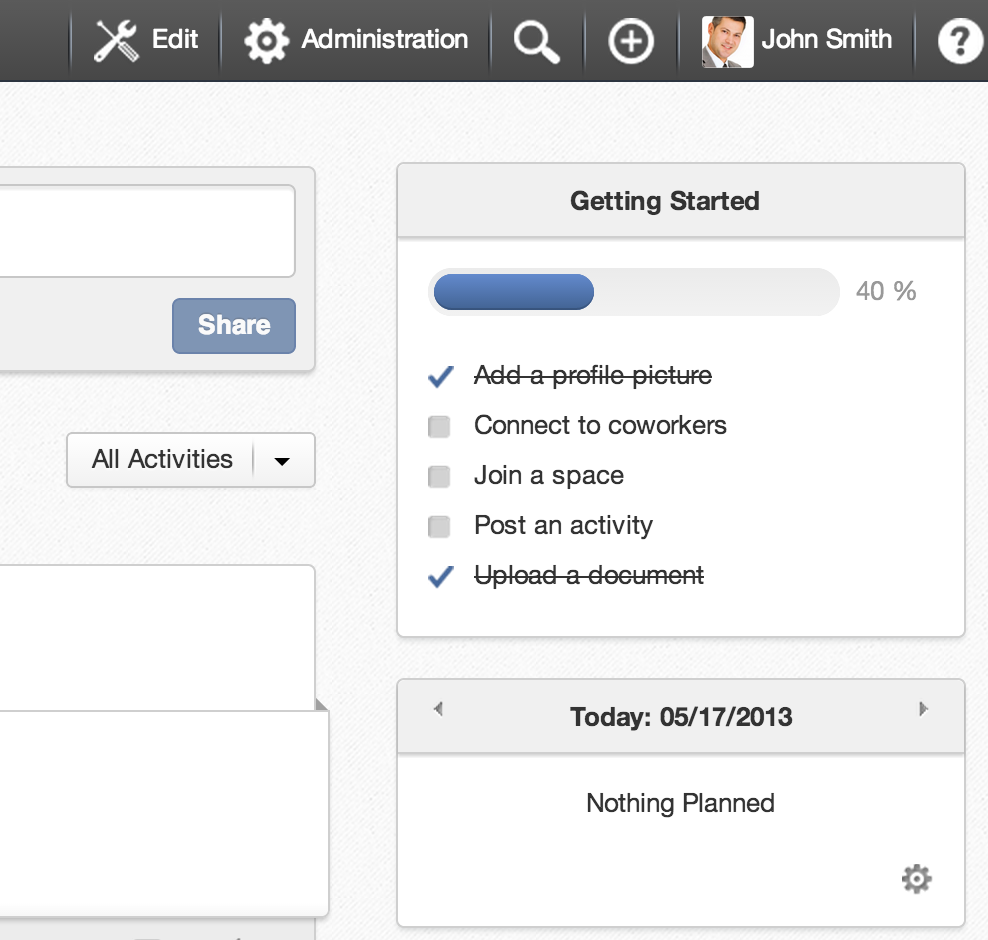 Edit
Administration
John Smith
?
Share
All Activities
Getting Started
40 %
Add a profile picture
Connect to coworkers
Join a space
Post an activity
Upload a document
Today: 05/17/2013
Nothing Planned